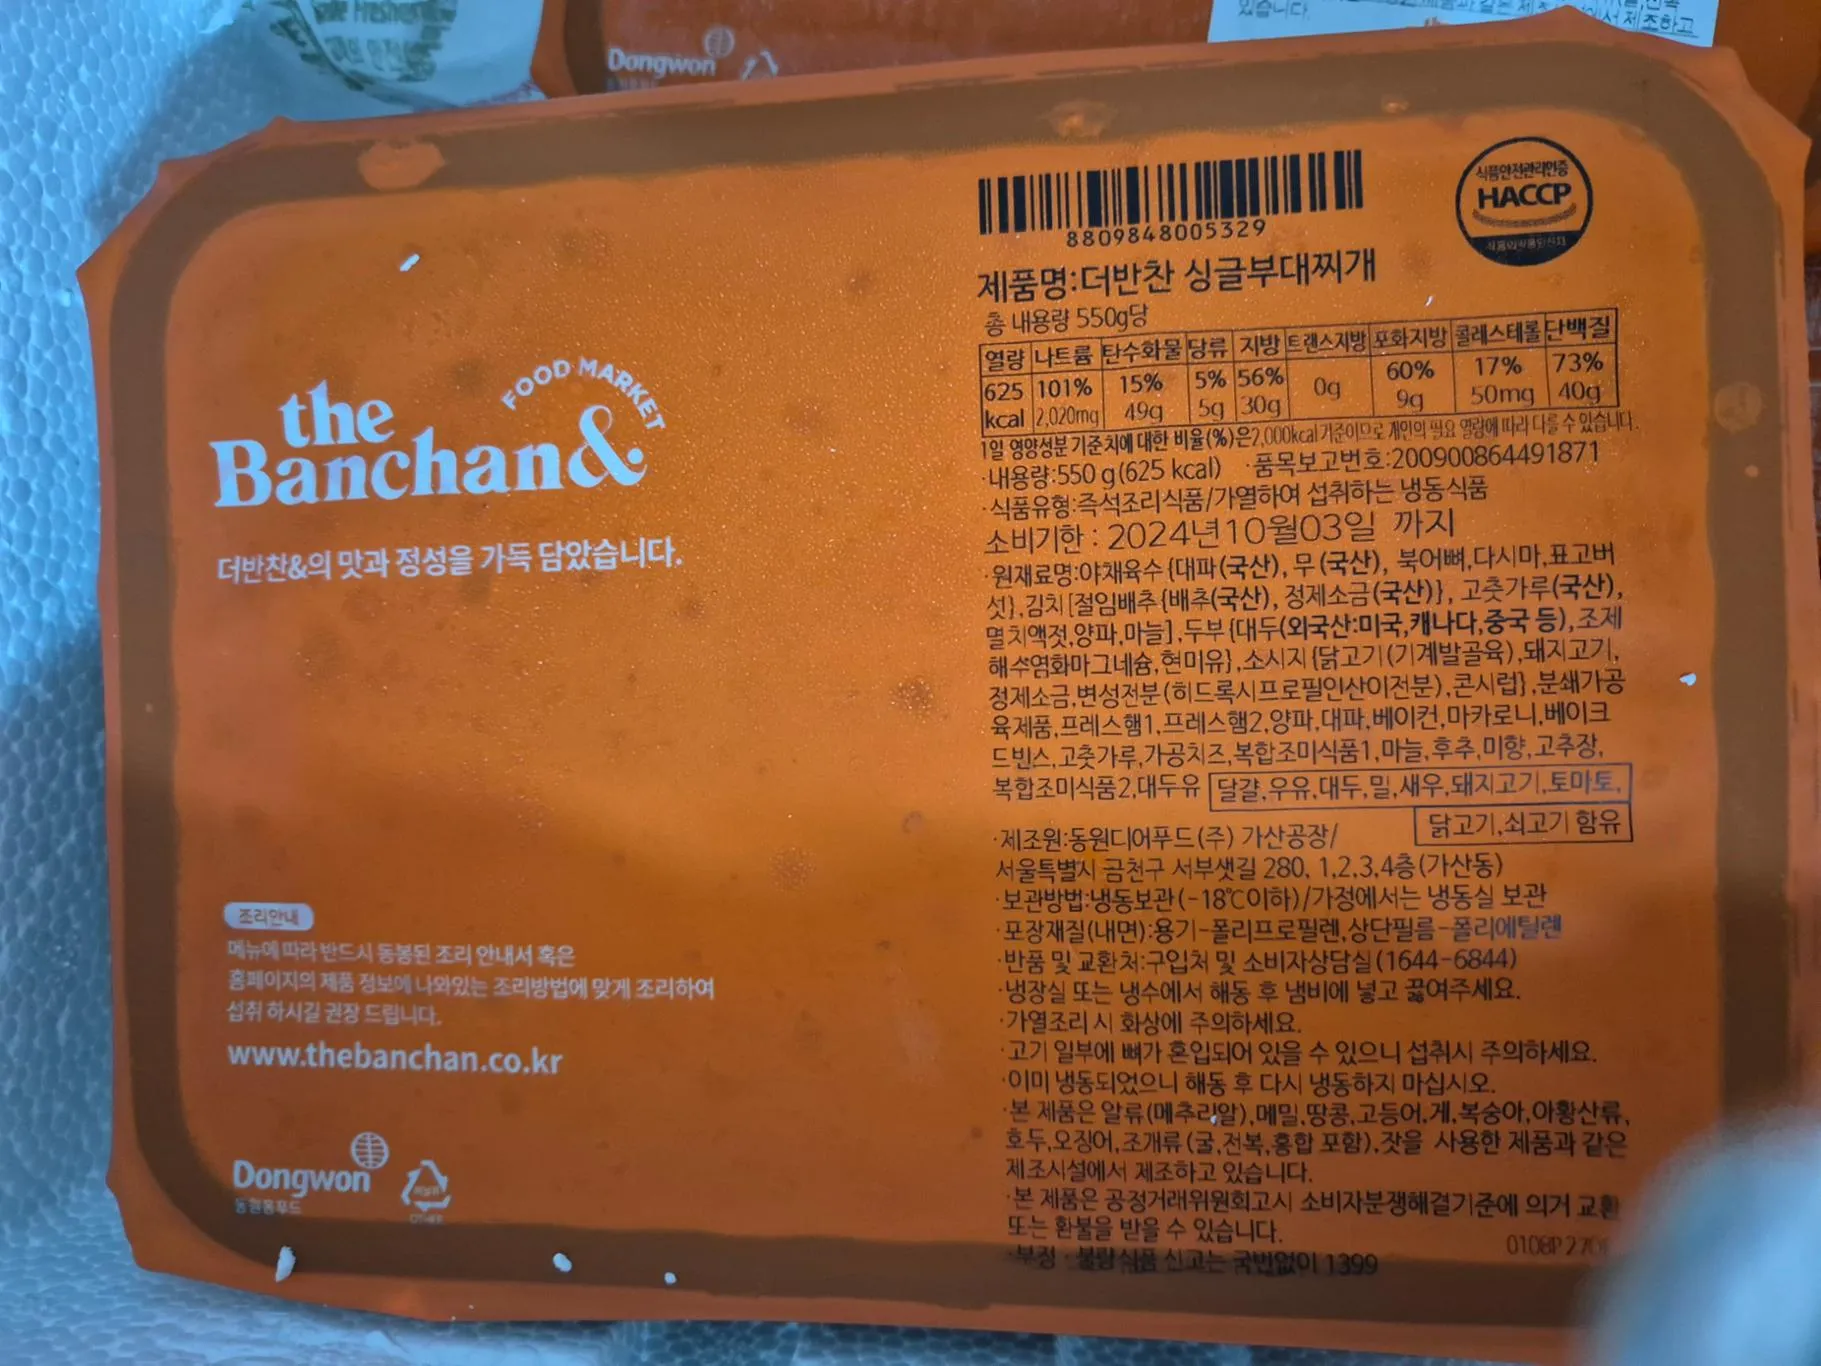 Dongwon
있습니다.
제조하고
the
Banchan&
FOOD MARKET
더반찬&의 맛과 정성을 가득 담았습니다.
조리안내
메뉴에 따라 반드시 동봉된 조리 안내서 혹은
홈페이지의 제품 정보에 나와있는 조리방법에 맞게 조리하여
섭취 하시길 권장 드립니다.
www.thebanchan.co.kr
Dongwon
동원홈푸드
OTHER
8809848005329
식품안전관리인증
HACCP
제품명:더반찬 싱글부대찌개
총 내용량 550g당
열량 나트륨 탄수화물 당류 지방 트랜스지방 포화지방 콜레스테롤 단백질
625 101% 15% 5% 56% 0g 60% 17% 73%
kcal 2,020mg 49g 5g 30g 9g 50mg 40g
1일 영양성분 기준치에 대한 비율(%)은 2,000kcal 기준이므로 개인의 필요 열량에 따라 다를 수 있습니다.
·내용량:550 g(625 kcal) ·품목보고번호:200900864491871
·식품유형:즉석조리식품/가열하여 섭취하는 냉동식품
소비기한 : 2024년10월03일 까지
·원재료명:야채육수{대파(국산), 무(국산), 북어뼈,다시마,표고버
섯},김치[절임배추{배추(국산), 정제소금(국산)}, 고춧가루(국산),
멸치액젓,양파,마늘],두부{대두(외국산:미국,캐나다,중국 등),조제
해수염화마그네슘,현미유},소시지{닭고기(기계발골육),돼지고기,
정제소금,변성전분(히드록시프로필인산이전분),콘시럽},분쇄가공
육제품,프레스햄1,프레스햄2,양파,대파,베이컨,마카로니,베이크
드빈스,고춧가루,가공치즈,복합조미식품1,마늘,후추,미향,고추장,
복합조미식품2,대두유 달걀,우유,대두,밀,새우,돼지고기,토마토,
닭고기,쇠고기 함유
·제조원:동원디어푸드(주) 가산공장/
서울특별시 금천구 서부샛길 280, 1,2,3,4층(가산동)
·보관방법:냉동보관(-18℃이하)/가정에서는 냉동실 보관
·포장재질(내면):용기-폴리프로필렌,상단필름-폴리에틸렌
·반품 및 교환처:구입처 및 소비자상담실(1644-6844)
·냉장실 또는 냉수에서 해동 후 냄비에 넣고 끓여주세요.
·가열조리 시 화상에 주의하세요.
·고기 일부에 뼈가 혼입되어 있을 수 있으니 섭취시 주의하세요.
·이미 냉동되었으니 해동 후 다시 냉동하지 마십시오.
·본 제품은 알류(메추리알),메밀,땅콩,고등어,게,복숭아,아황산류,
호두,오징어,조개류(굴,전복,홍합 포함),잣을 사용한 제품과 같은
제조시설에서 제조하고 있습니다.
·본 제품은 공정거래위원회고시 소비자분쟁해결기준에 의거 교환
또는 환불을 받을 수 있습니다.
·부정·불량식품 신고는 국번없이 1399